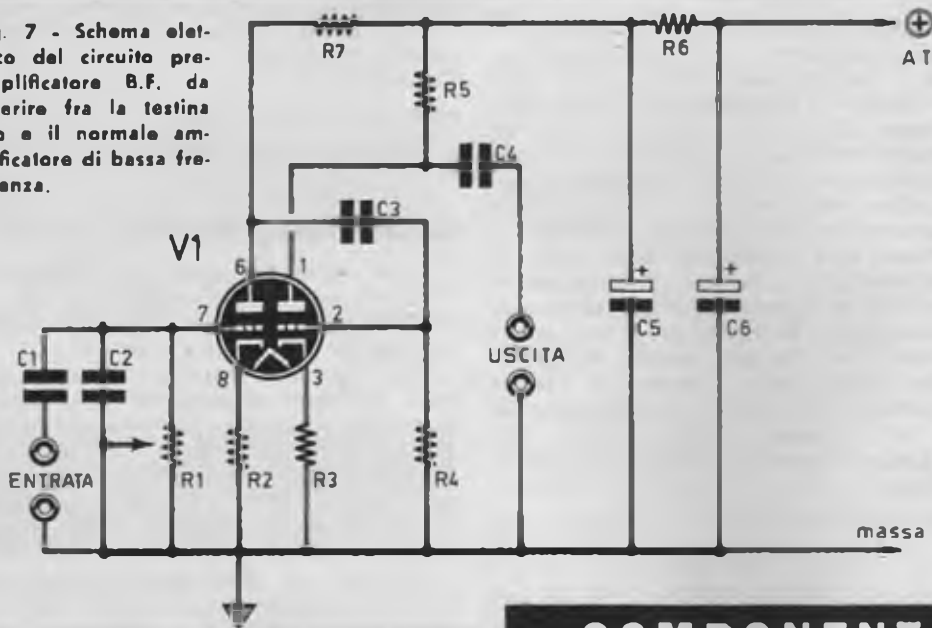 g. 7 - Schema elet-
co del circuito pre-
plificatore B.F. da
erire fra la testina
o e il normale am-
ficatore di bassa fre-
enza.
R7
R6
AT
R5
C4
C3
V1
6 1
7 2
8 3
C1 C2
C5 C6
+ +
USCITA
ENTRATA
R1 R2 R3 R4
massa
COMPONENT